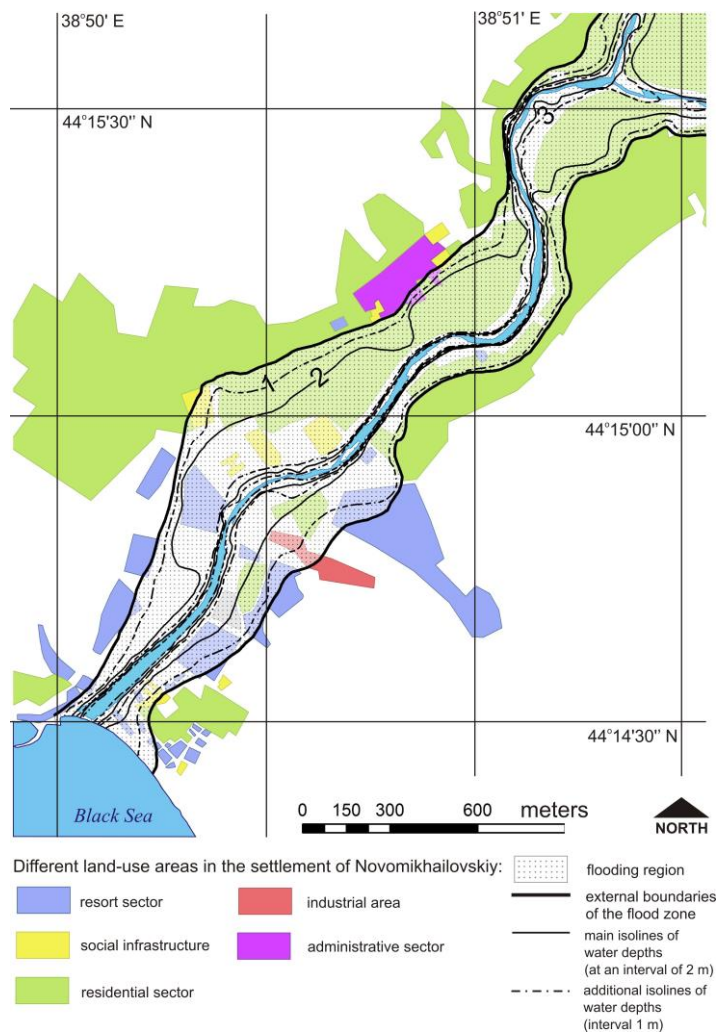 38°50' E
38°51' E
44°15'30'' N
3
1
2
44°15'00'' N
44°14'30'' N
Black Sea
0 150 300 600 meters
NORTH
Different land-use areas in the settlement of Novomikhailovskiy:
resort sector
social infrastructure
residential sector
industrial area
administrative sector
flooding region
external boundaries
of the flood zone
main isolines of
water depths
(at an interval of 2 m)
additional isolines of
water depths
(interval 1 m)